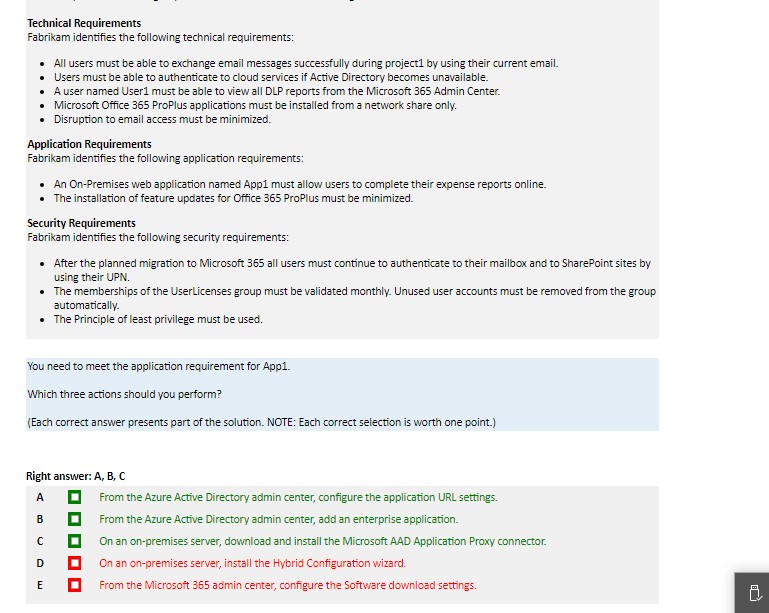 Technical Requirements
Fabrikam identifies the following technical requirements:
• All users must be able to exchange email messages successfully during project1 by using their current email.
• Users must be able to authenticate to cloud services if Active Directory becomes unavailable.
• A user named User1 must be able to view all DLP reports from the Microsoft 365 Admin Center.
• Microsoft Office 365 ProPlus applications must be installed from a network share only.
• Disruption to email access must be minimized.
Application Requirements
Fabrikam identifies the following application requirements:
• An On-Premises web application named App1 must allow users to complete their expense reports online.
• The installation of feature updates for Office 365 ProPlus must be minimized.
Security Requirements
Fabrikam identifies the following security requirements:
• After the planned migration to Microsoft 365 all users must continue to authenticate to their mailbox and to SharePoint sites by
using their UPN.
• The memberships of the UserLicenses group must be validated monthly. Unused user accounts must be removed from the group
automatically.
• The Principle of least privilege must be used.
You need to meet the application requirement for App1.
Which three actions should you perform?
(Each correct answer presents part of the solution. NOTE: Each correct selection is worth one point.)
Right answer: A, B, C
A From the Azure Active Directory admin center, configure the application URL settings.
B From the Azure Active Directory admin center, add an enterprise application.
C On an on-premises server, download and install the Microsoft AAD Application Proxy connector.
D On an on-premises server, install the Hybrid Configuration wizard.
E From the Microsoft 365 admin center, configure the Software download settings.